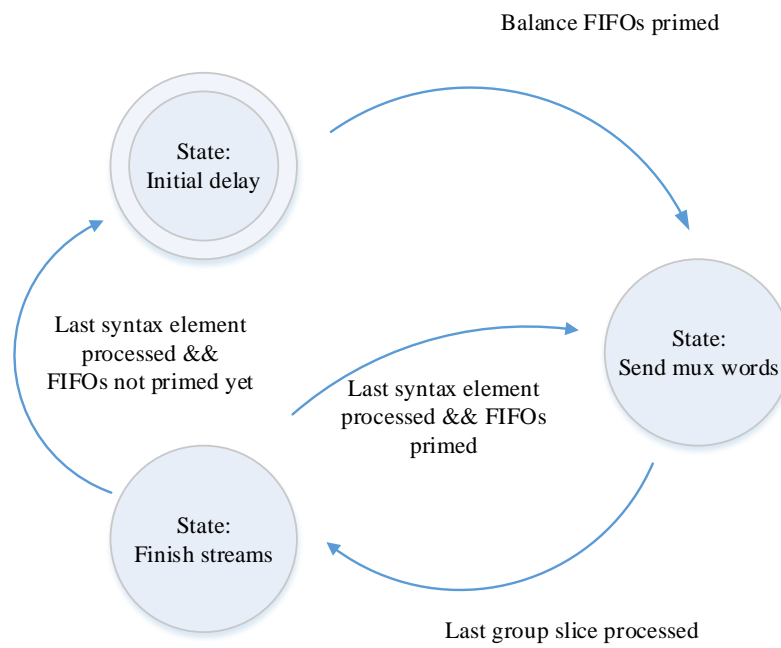 Balance FIFOs primed
State:
Initial delay
Last syntax element
processed &&
FIFOs not primed yet
State:
Send mux words
Last syntax element
processed && FIFOs
primed
State:
Finish streams
Last group slice processed